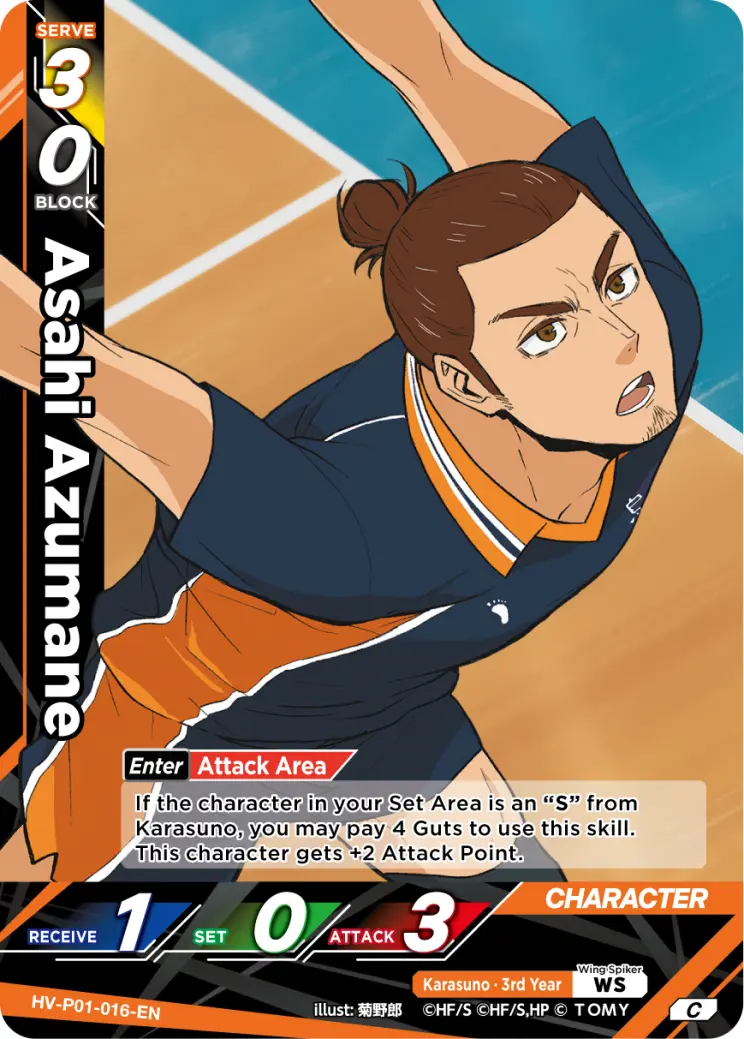 SERVE
3
0
BLOCK
Asahi Azumane
Enter Attack Area
If the character in your Set Area is an “S” from
Karasuno, you may pay 4 Guts to use this skill.
This character gets +2 Attack Point.
CHARACTER
RECEIVE 1 SET 0 ATTACK 3
Wing Spiker
Karasuno · 3rd Year WS
HV-P01-016-EN
illust: 菊野郎 ©HF/S ©HF/S,HP © TOMY C